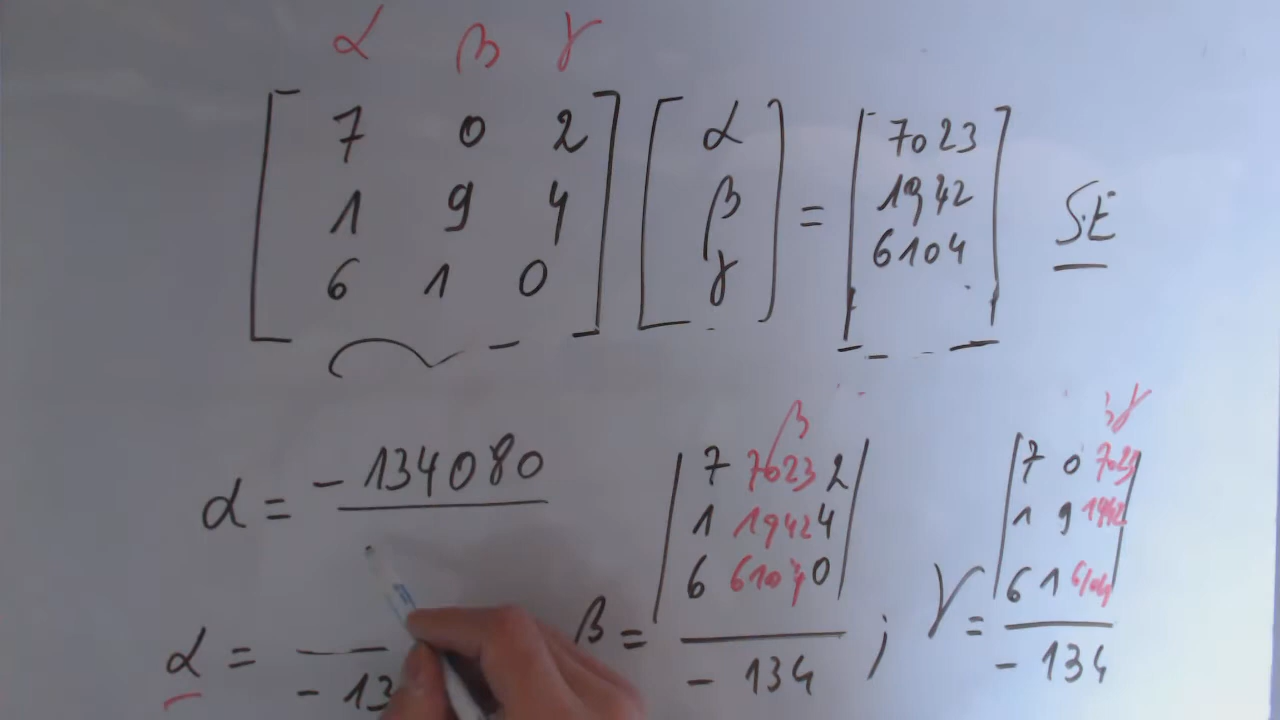 α β γ
7 0 2 α 7023
1 9 4 β = 1942 S.E
6 1 0 γ 6104
β γ
α = -134080
7 7023 2
1 1942 4
6 6104 0
7 0 7023
1 9 1942
6 1 6104
α = -13
β = -134 ;
γ = -134